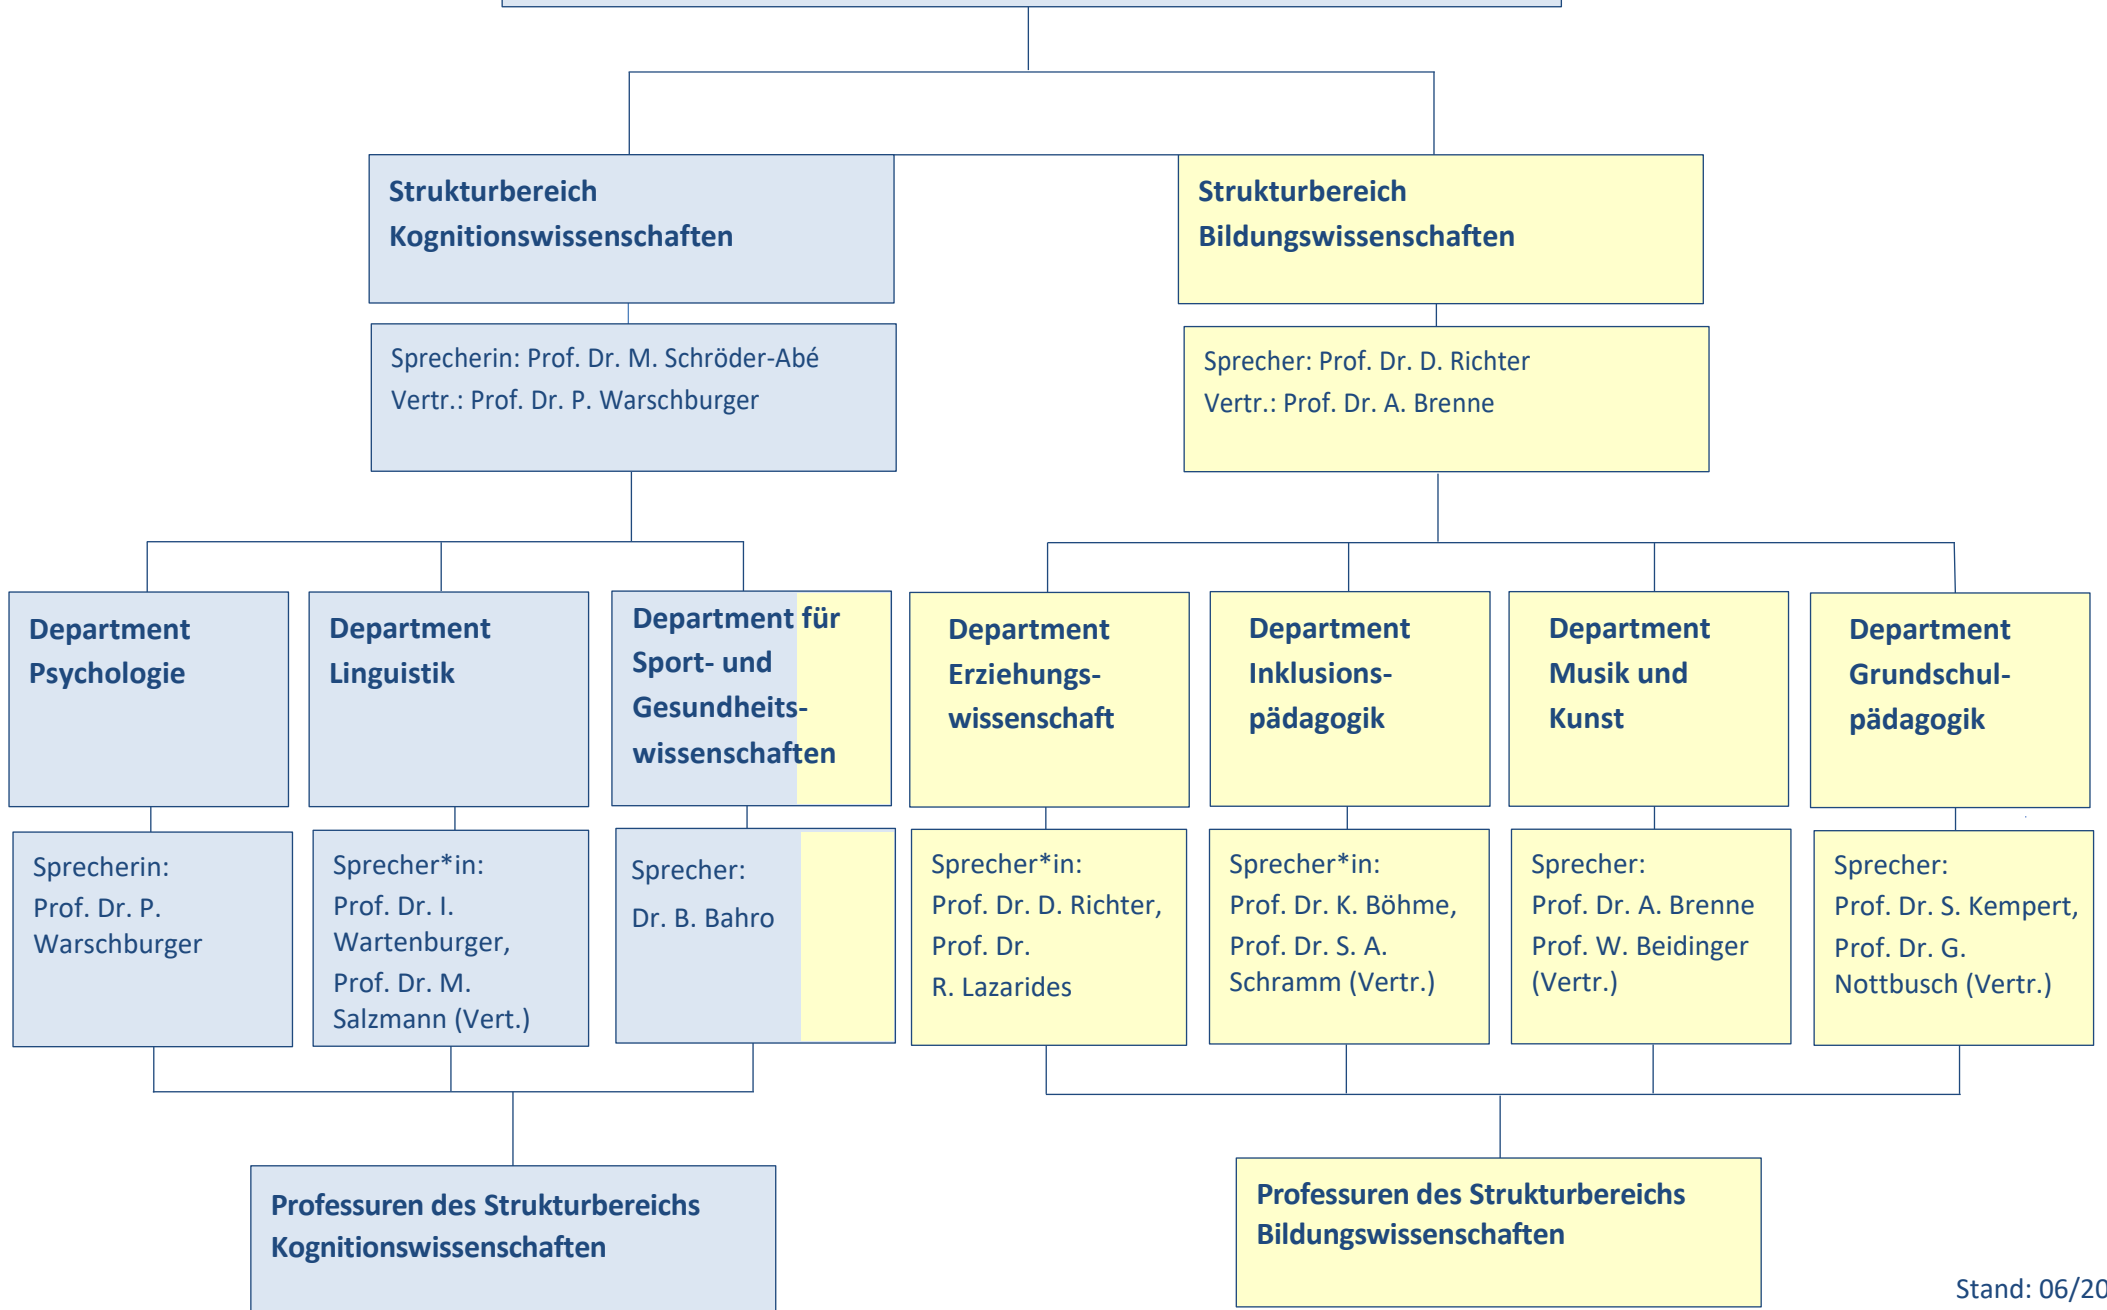 Strukturbereich
Kognitionswissenschaften
Strukturbereich
Bildungswissenschaften
Sprecherin: Prof. Dr. M. Schröder-Abé
Vertr.: Prof. Dr. P. Warschburger
Sprecher: Prof. Dr. D. Richter
Vertr.: Prof. Dr. A. Brenne
Department
Psychologie
Department
Linguistik
Department für
Sport- und
Gesundheits-
wissenschaften
Department
Erziehungs-
wissenschaft
Department
Inklusions-
pädagogik
Department
Musik und
Kunst
Department
Grundschul-
pädagogik
Sprecherin:
Prof. Dr. P.
Warschburger
Sprecher*in:
Prof. Dr. I.
Wartenburger,
Prof. Dr. M.
Salzmann (Vert.)
Sprecher:
Dr. B. Bahro
Sprecher*in:
Prof. Dr. D. Richter,
Prof. Dr.
R. Lazarides
Sprecher*in:
Prof. Dr. K. Böhme,
Prof. Dr. S. A.
Schramm (Vertr.)
Sprecher:
Prof. Dr. A. Brenne
Prof. W. Beidinger
(Vertr.)
Sprecher:
Prof. Dr. S. Kempert,
Prof. Dr. G.
Nottbusch (Vertr.)
Professuren des Strukturbereichs
Kognitionswissenschaften
Professuren des Strukturbereichs
Bildungswissenschaften
Stand: 06/20